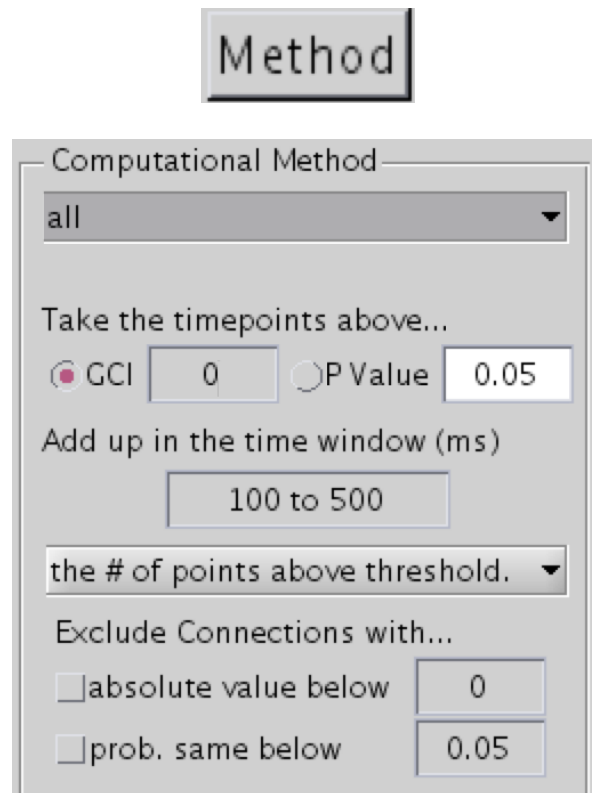 Method
Computational Method
all
Take the timepoints above...
GCI 0 P Value 0.05
Add up in the time window (ms)
100 to 500
the # of points above threshold.
Exclude Connections with...
absolute value below 0
prob. same below 0.05